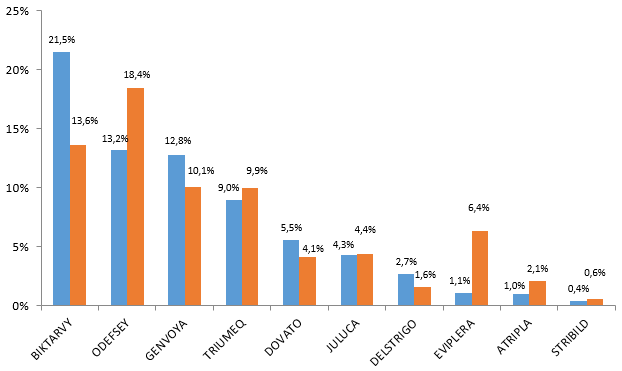 25%
20%
15%
10%
5%
0%
21,5%
13,6%
13,2%
18,4%
12,8%
10,1%
9,0%
9,9%
5,5%
4,1%
4,3%
4,4%
2,7%
1,6%
1,1%
6,4%
1,0%
2,1%
0,4%
0,6%
BIKTARVY
ODEFSEY
GENVOYA
TRIUMEQ
DOVATO
JULUCA
DELSTRIGO
EVIPLERA
ATRIPLA
STRIBILD